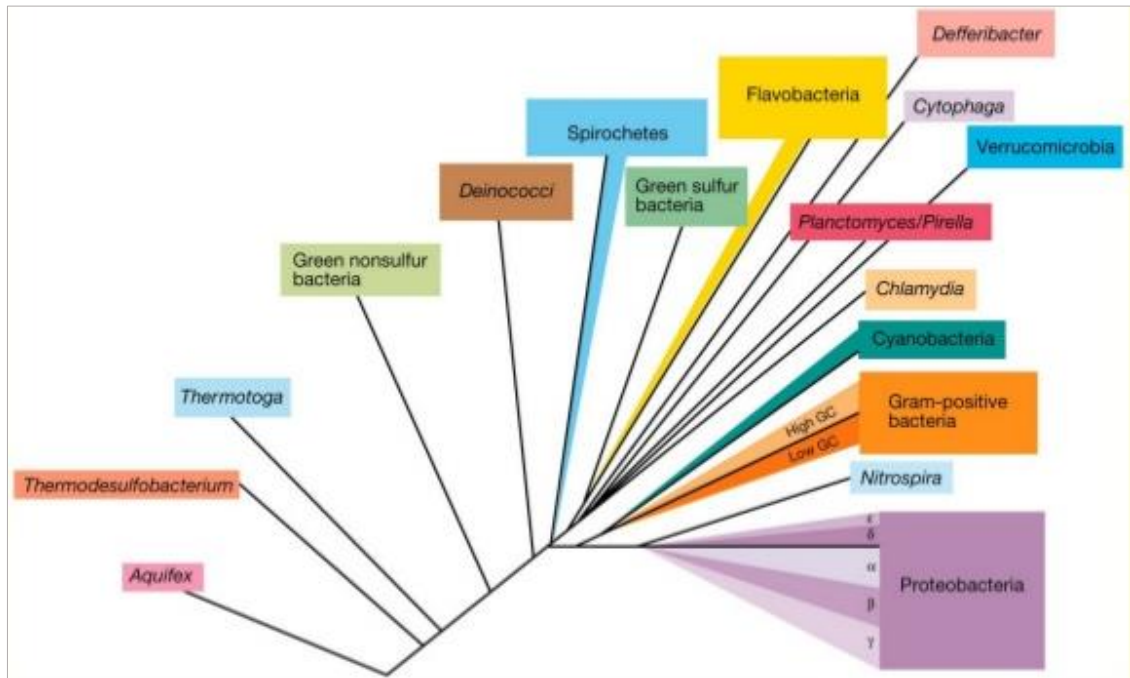 Defferibacter
Flavobacteria
Cytophaga
Spirochetes
Verrucomicrobia
Deinococci
Green sulfur
bacteria
Planctomyces/Pirella
Green nonsulfur
bacteria
Chlamydia
Cyanobacteria
Thermotoga
High GC
Gram-positive
bacteria
Low GC
Nitrospira
Thermodesulfobacterium
ε
δ
α
Aquifex
Proteobacteria
β
γ